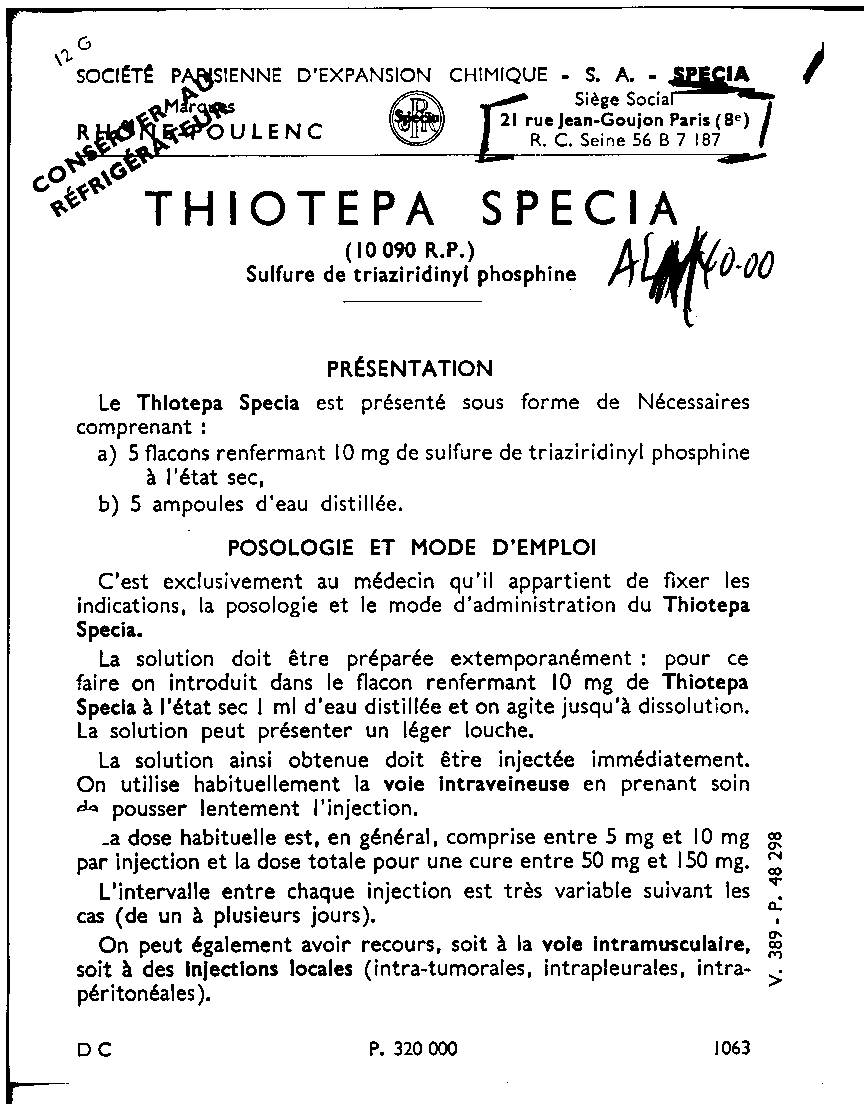 12 G
SOCIÉTÉ PARISIENNE D'EXPANSION CHIMIQUE - S. A. - SPECIA
CONSERVER AU
RÉFRIGÉRATEUR
Marques
RHÔNE-POULENC
Specia
Siège Social
21 rue Jean-Goujon Paris (8e)
R. C. Seine 56 B 7 187
THIOTEPA SPECIA
(10 090 R.P.)
Sulfure de triaziridinyl phosphine
40-00
PRÉSENTATION
Le Thiotepa Specia est présenté sous forme de Nécessaires
comprenant :
a) 5 flacons renfermant 10 mg de sulfure de triaziridinyl phosphine
à l'état sec,
b) 5 ampoules d'eau distillée.
POSOLOGIE ET MODE D'EMPLOI
C'est exclusivement au médecin qu'il appartient de fixer les
indications, la posologie et le mode d'administration du Thiotepa
Specia.
La solution doit être préparée extemporanément : pour ce
faire on introduit dans le flacon renfermant 10 mg de Thiotepa
Specia à l'état sec 1 ml d'eau distillée et on agite jusqu'à dissolution.
La solution peut présenter un léger louche.
La solution ainsi obtenue doit être injectée immédiatement.
On utilise habituellement la voie intraveineuse en prenant soin
de pousser lentement l'injection.
La dose habituelle est, en général, comprise entre 5 mg et 10 mg
par injection et la dose totale pour une cure entre 50 mg et 150 mg.
L'intervalle entre chaque injection est très variable suivant les
cas (de un à plusieurs jours).
On peut également avoir recours, soit à la voie intramusculaire,
soit à des injections locales (intra-tumorales, intrapleurales, intra-
péritonéales).
V. 389 - P. 48 298
D C P. 320 000 1063